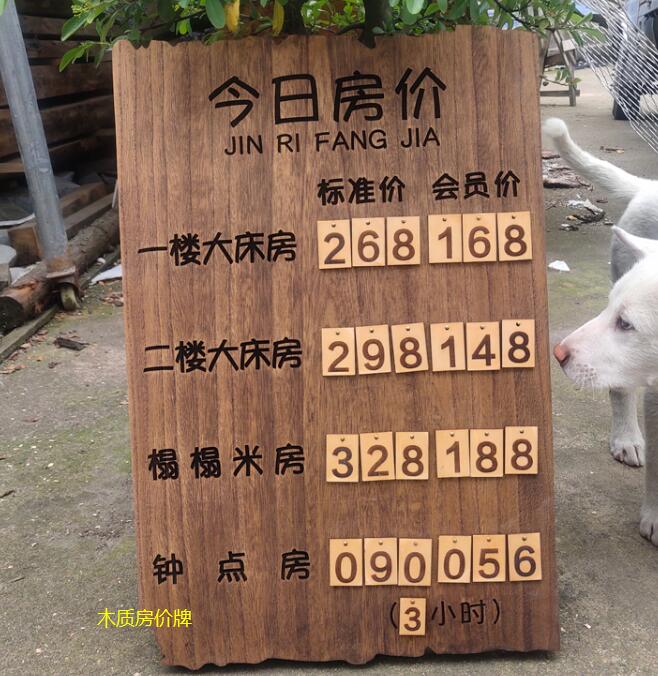 今日房价
JIN RI FANG JIA
标准价 会员价
一楼大床房 268 168
二楼大床房 298 148
榻榻米房 328 188
钟点房 090 056
(3小时)
木质房价牌